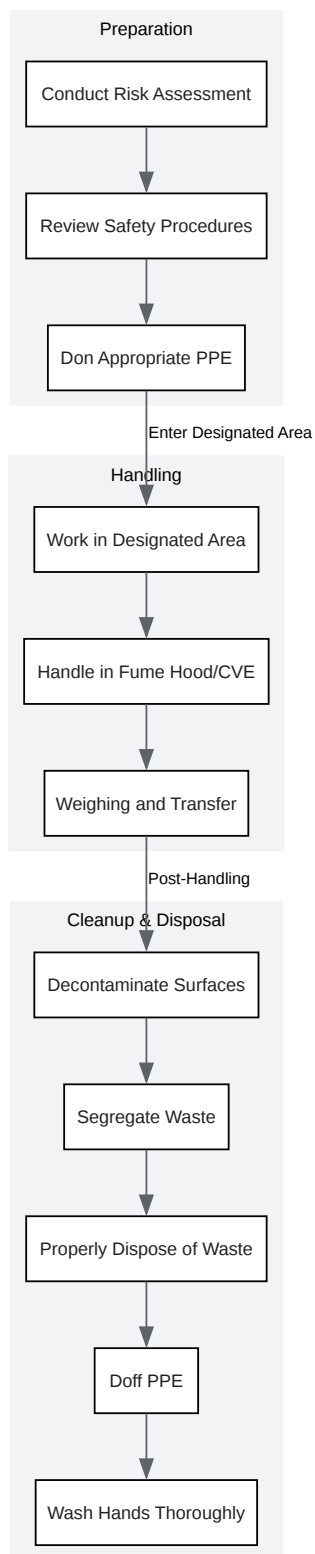 Preparation
Conduct Risk Assessment
Review Safety Procedures
Don Appropriate PPE
Enter Designated Area
Handling
Work in Designated Area
Handle in Fume Hood/CVE
Weighing and Transfer
Post-Handling
Cleanup & Disposal
Decontaminate Surfaces
Segregate Waste
Properly Dispose of Waste
Doff PPE
Wash Hands Thoroughly